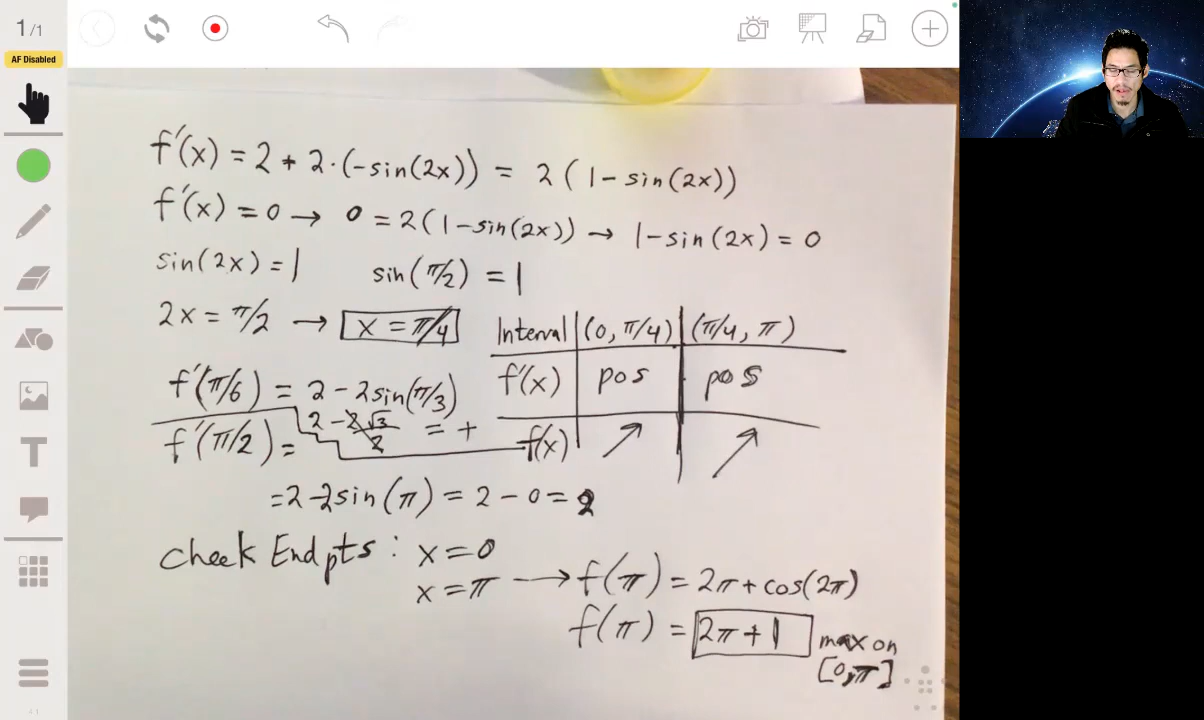 1/1
AF Disabled
f'(x) = 2 + 2·(-sin(2x)) = 2(1-sin(2x))
f'(x) = 0 → 0 = 2(1-sin(2x)) → 1-sin(2x) = 0
sin(2x) = 1 sin(π/2) = 1
2x = π/2 → x = π/4
Interval (0, π/4) (π/4, π)
f'(x) pos pos
f(x) ↗ ↗
f'(π/6) = 2 - 2sin(π/3)
2 - 2√3/2 = +
f'(π/2) =
= 2-2sin(π) = 2 - 0 = 2
Check End pts: x = 0
x = π → f(π) = 2π + cos(2π)
f(π) = 2π + 1 max on
[0,π]
T